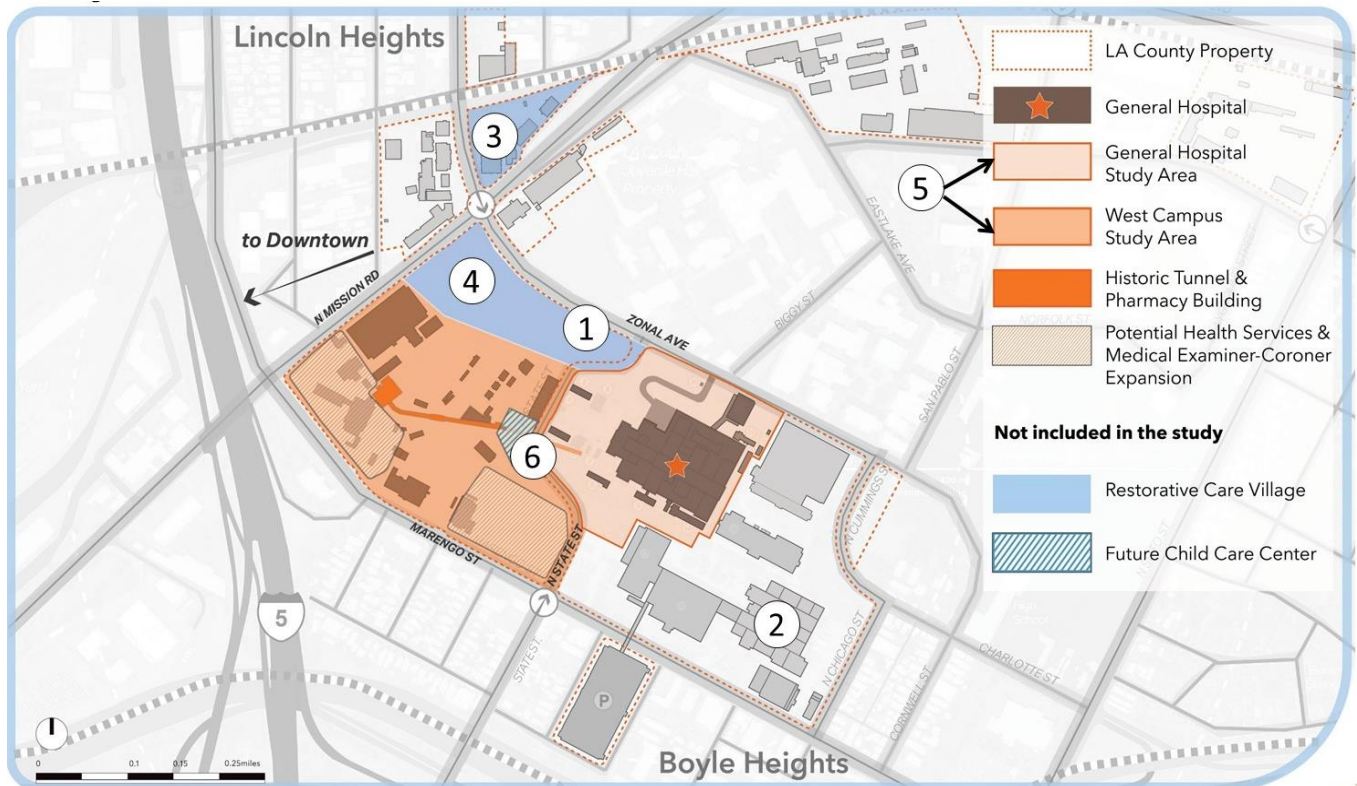 Lincoln Heights
to Downtown
N MISSION RD
3
4
1
ZONAL AVE
EASTLAKE AVE
BIGGY ST
NORFOLK ST
SAN PABLO ST
STATE ST
6
MARENGO ST
N STATE ST
N CUMMINGS ST
2
N CHICAGO ST
CHARLOTTE ST
CORNWELL ST
STATE ST.
P
5
Boyle Heights
0 0.1 0.15 0.25miles
LA County Property
General Hospital
5
General Hospital
Study Area
West Campus
Study Area
Historic Tunnel &
Pharmacy Building
Potential Health Services &
Medical Examiner-Coroner
Expansion
Not included in the study
Restorative Care Village
Future Child Care Center